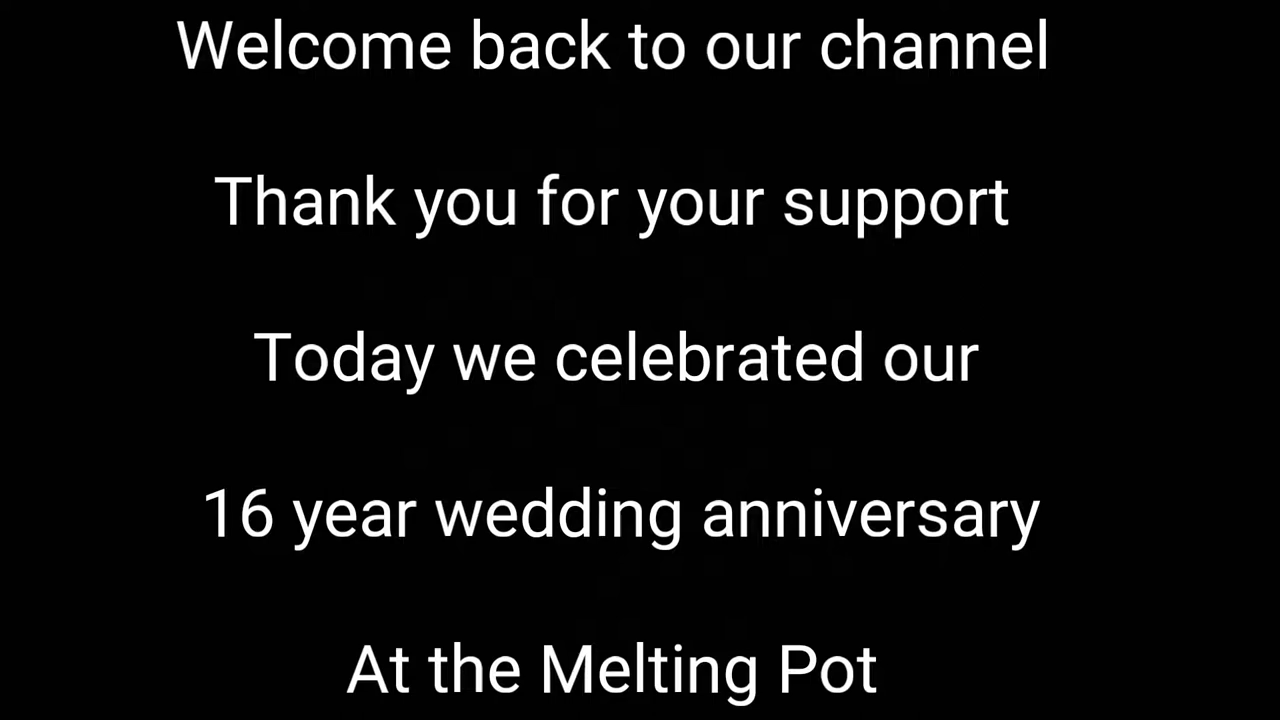 Welcome back to our channel
Thank you for your support
Today we celebrated our
16 year wedding anniversary
At the Melting Pot